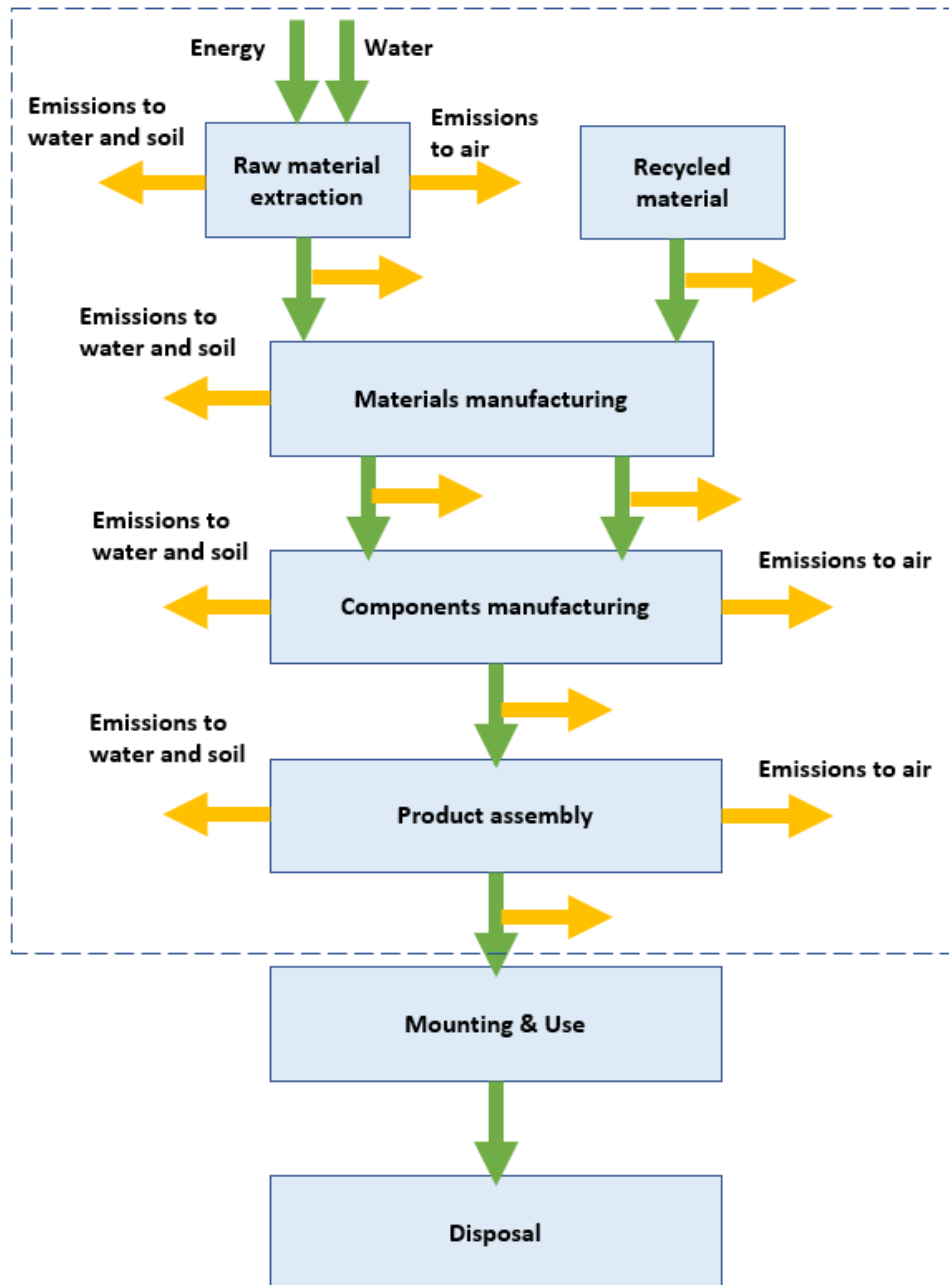 Energy
Water
Emissions to
water and soil
Emissions
to air
Raw material
extraction
Recycled
material
Emissions to
water and soil
Materials manufacturing
Emissions to
water and soil
Emissions to air
Components manufacturing
Emissions to
water and soil
Emissions to air
Product assembly
Mounting & Use
Disposal